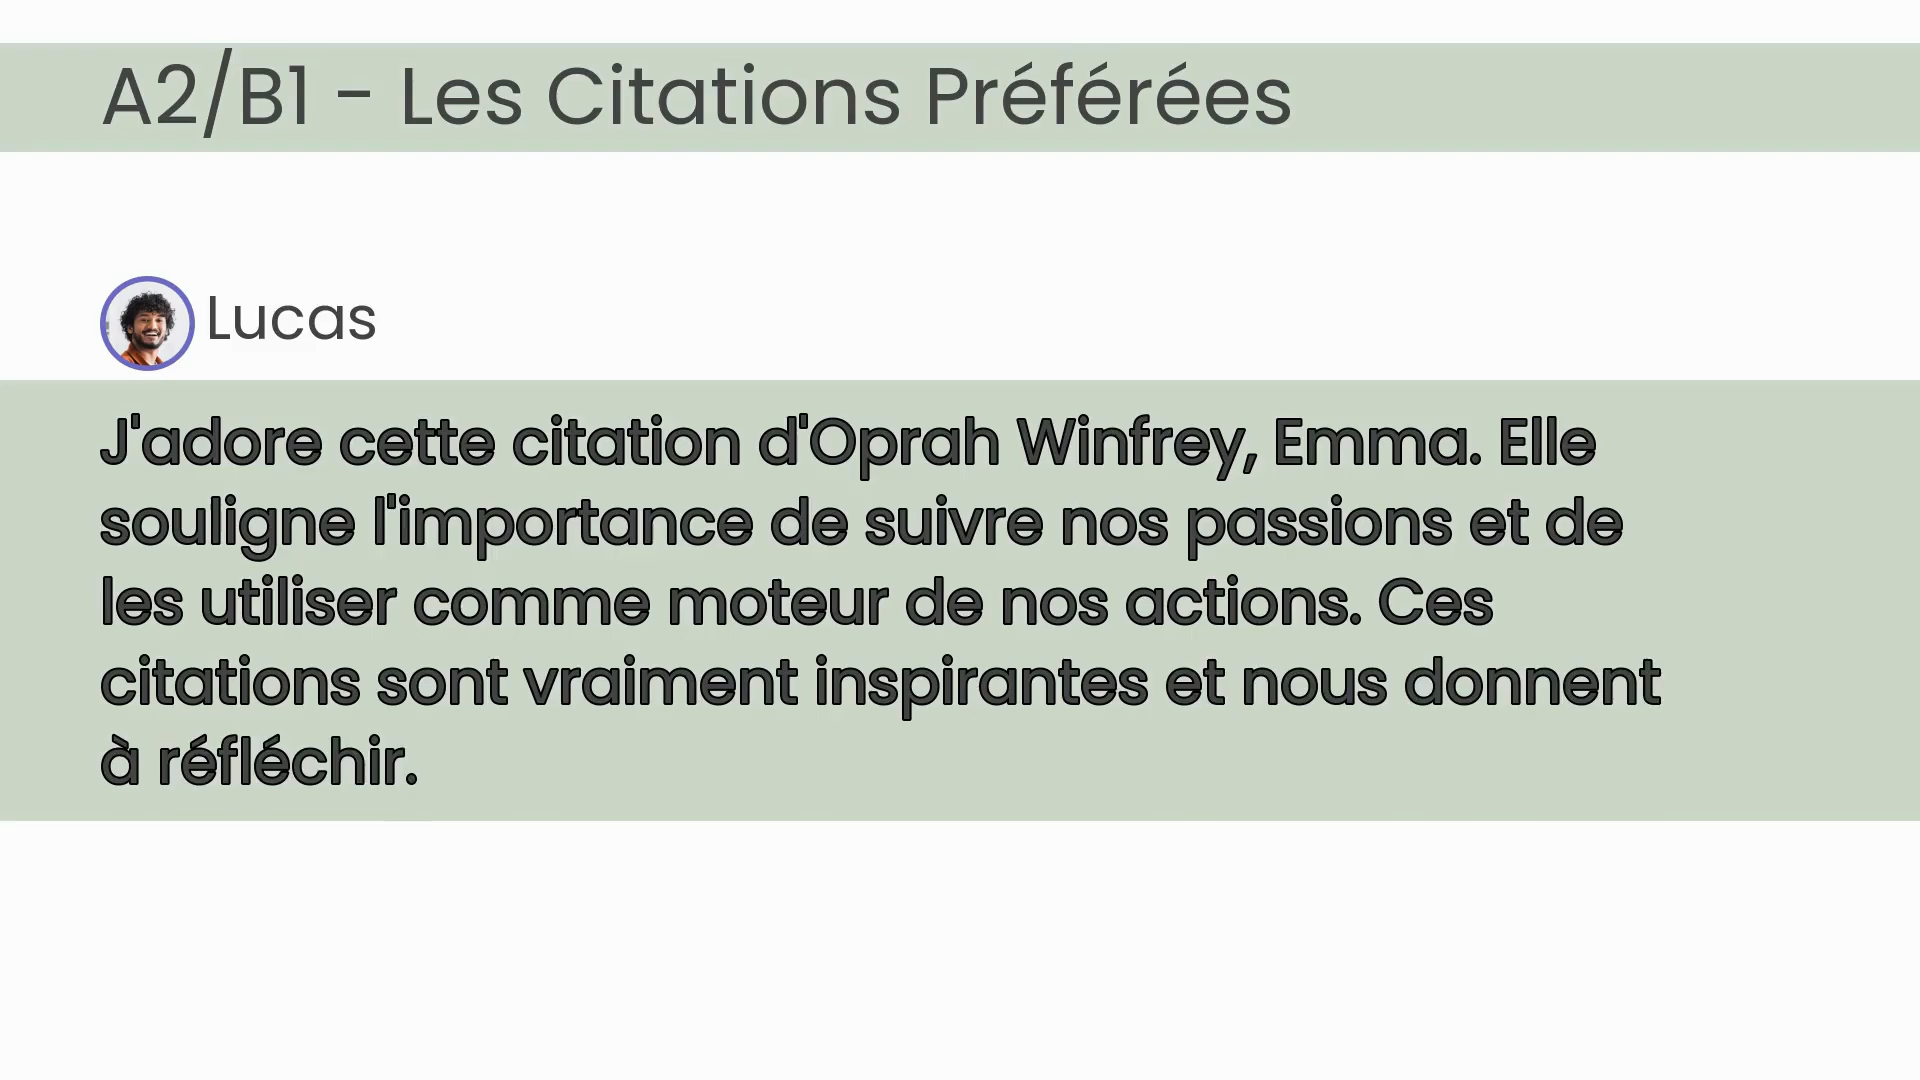 A2/B1 - Les Citations Préférées
Lucas
J'adore cette citation d'Oprah Winfrey, Emma. Elle
souligne l'importance de suivre nos passions et de
les utiliser comme moteur de nos actions. Ces
citations sont vraiment inspirantes et nous donnent
à réfléchir.